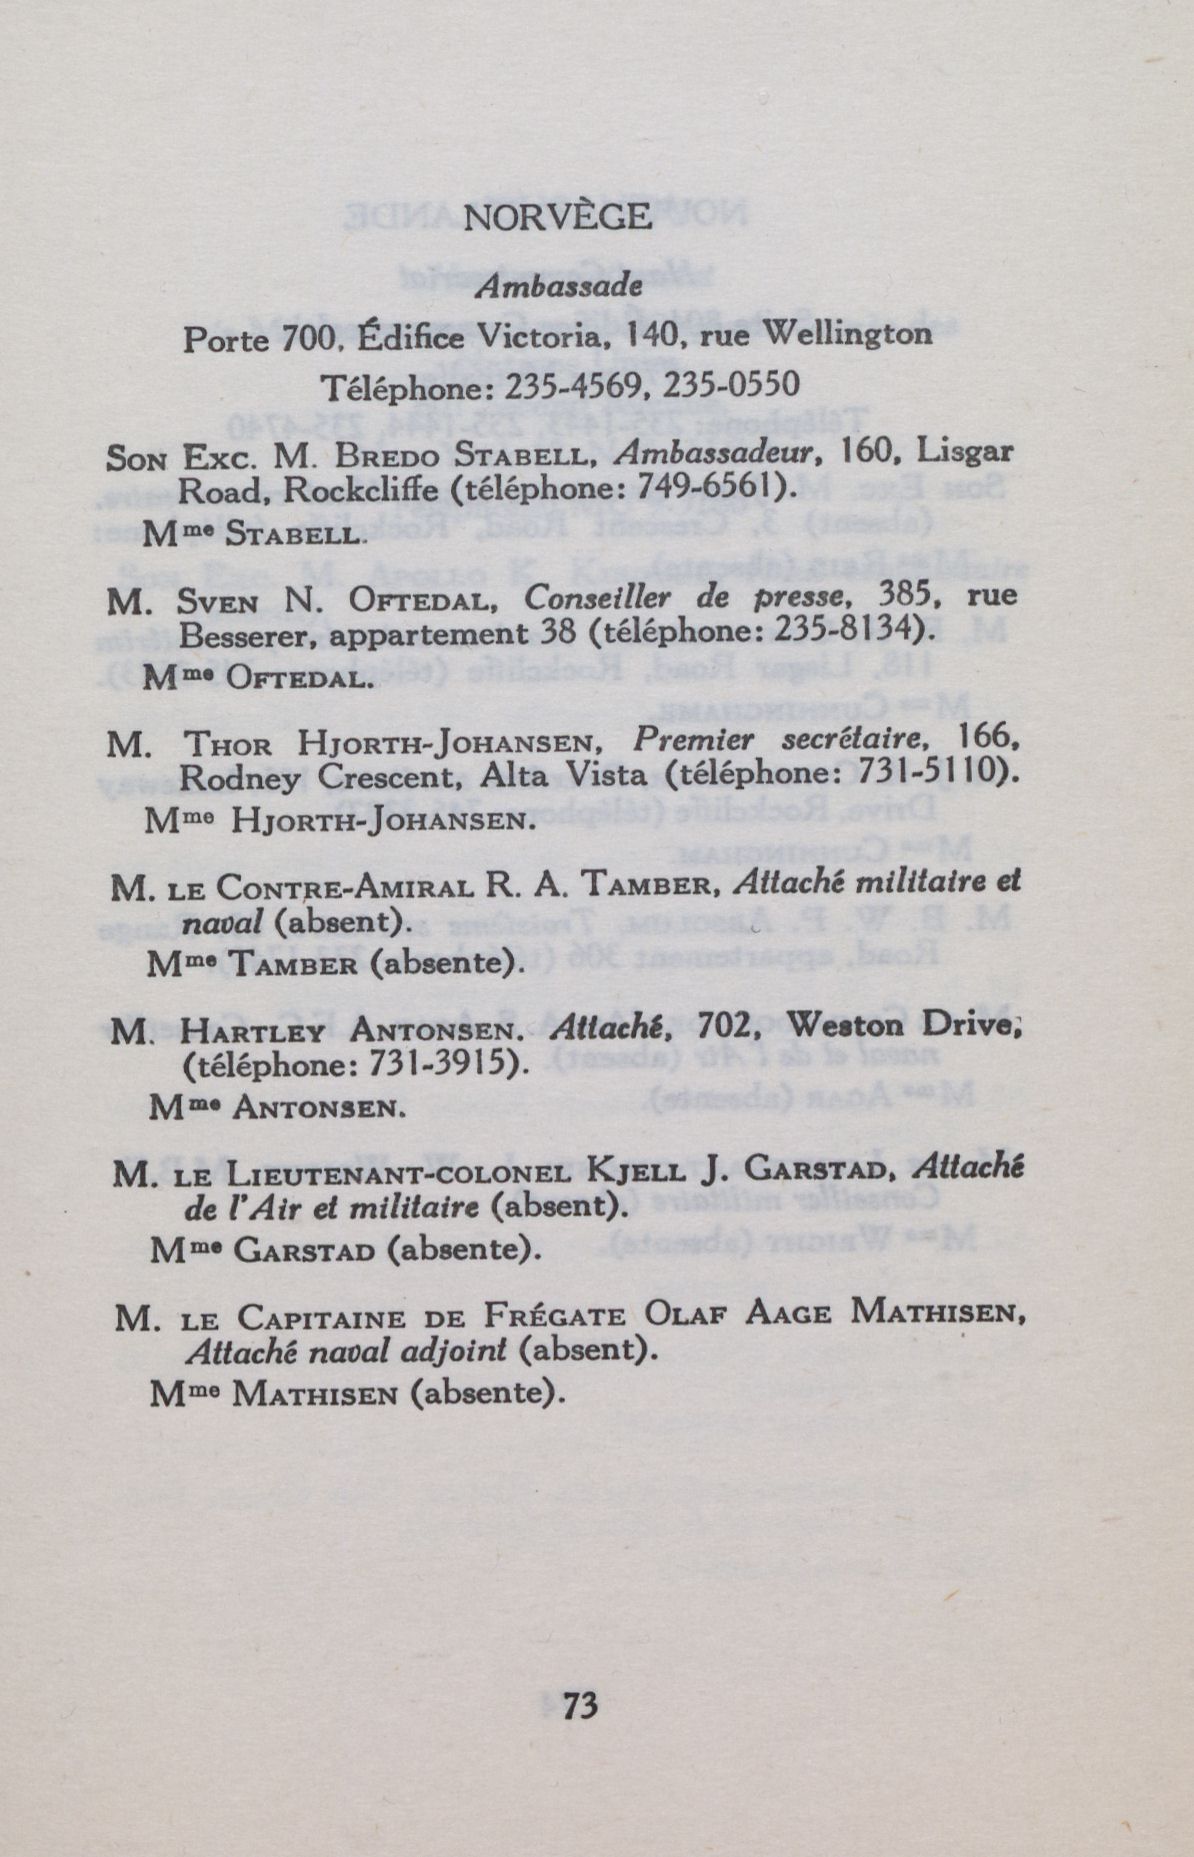 NORVÈGE
Ambassade
Porte 700, Édifice Victoria, 140, rue Wellington
Téléphone: 235-4569, 235-0550
SON EXC. M. BREDO STABELL, Ambassadeur, 160, Lisgar
Road, Rockcliffe (téléphone: 749-6561).
Mme STABELL.
M. SVEN N. OFTEDAL, Conseiller de presse, 385, rue
Besserer, appartement 38 (téléphone: 235-8134).
Mme OFTEDAL.
M. THOR HJORTH-JOHANSEN, Premier secrétaire, 166,
Rodney Crescent, Alta Vista (téléphone: 731-5110).
Mme HJORTH-JOHANSEN.
M. LE CONTRE-AMIRAL R. A. TAMBER, Attaché militaire et
naval (absent).
Mme TAMBER (absente).
M. HARTLEY ANTONSEN. Attaché, 702, Weston Drive,
(téléphone: 731-3915).
Mme ANTONSEN.
M. LE LIEUTENANT-COLONEL KJELL J. GARSTAD, Attaché
de l'Air et militaire (absent).
Mme GARSTAD (absente).
M. LE CAPITAINE DE FRÉGATE OLAF AAGE MATHISEN,
Attaché naval adjoint (absent).
Mme MATHISEN (absente).
73